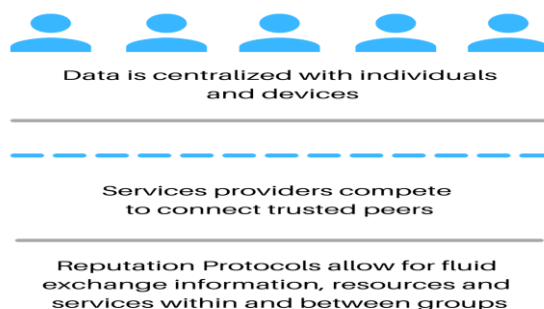 Data is centralized with individuals
and devices
Services providers compete
to connect trusted peers
Reputation Protocols allow for fluid
exchange information, resources and
services within and between groups